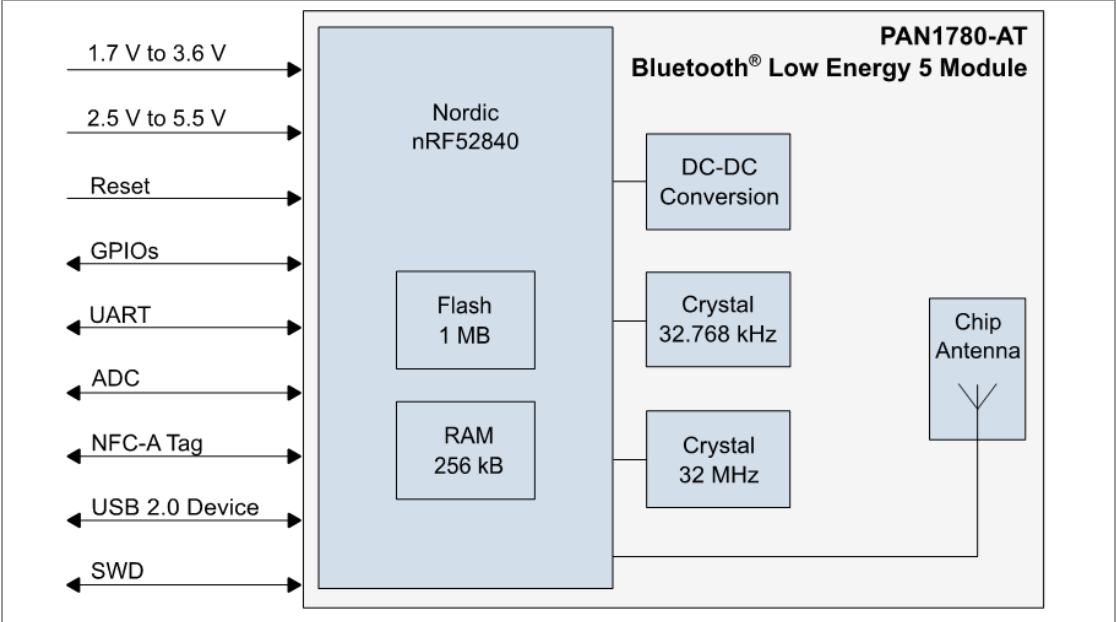 PAN1780-AT
Bluetooth® Low Energy 5 Module
1.7 V to 3.6 V
2.5 V to 5.5 V
Reset
GPIOs
UART
ADC
NFC-A Tag
USB 2.0 Device
SWD
Nordic
nRF52840
Flash
1 MB
RAM
256 kB
DC-DC
Conversion
Crystal
32.768 kHz
Crystal
32 MHz
Chip
Antenna